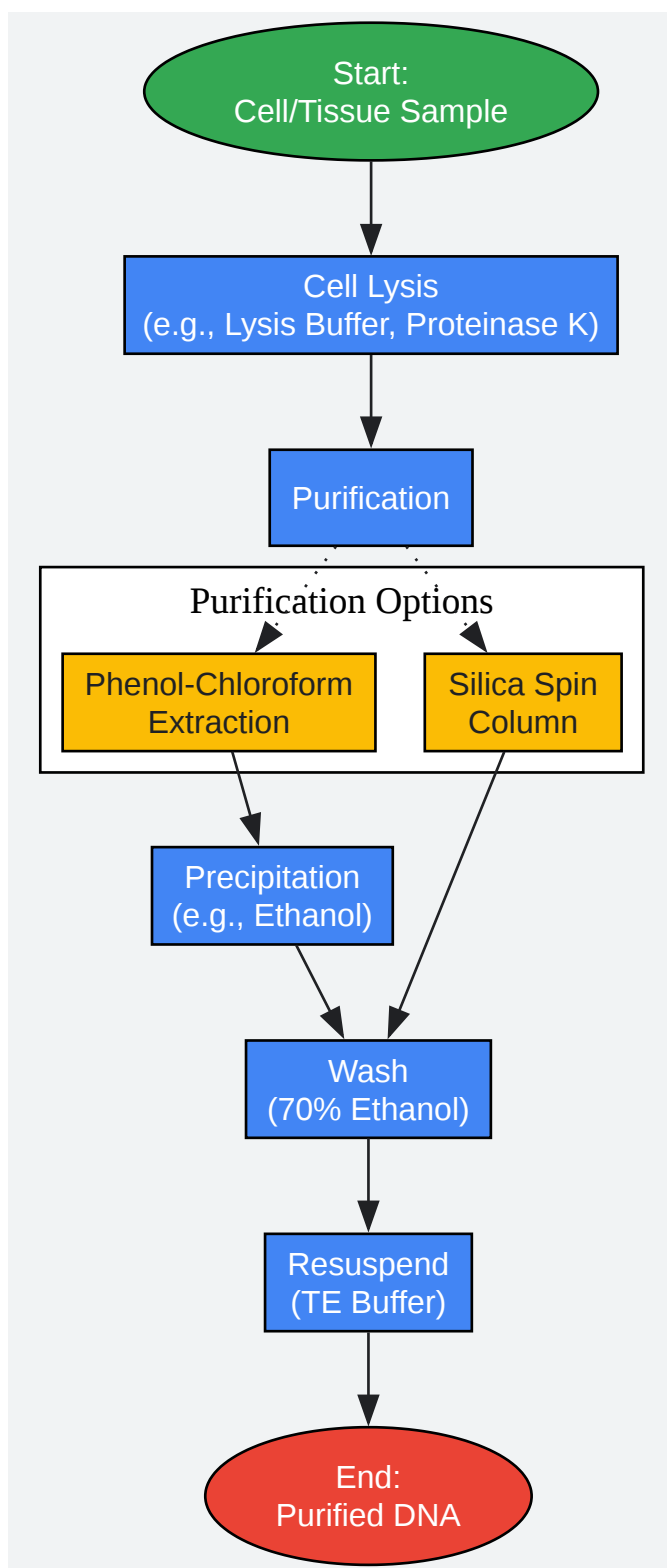 Start:
Cell/Tissue Sample
Cell Lysis
(e.g., Lysis Buffer, Proteinase K)
Purification
Purification Options
Phenol-Chloroform
Extraction
Silica Spin
Column
Precipitation
(e.g., Ethanol)
Wash
(70% Ethanol)
Resuspend
(TE Buffer)
End:
Purified DNA